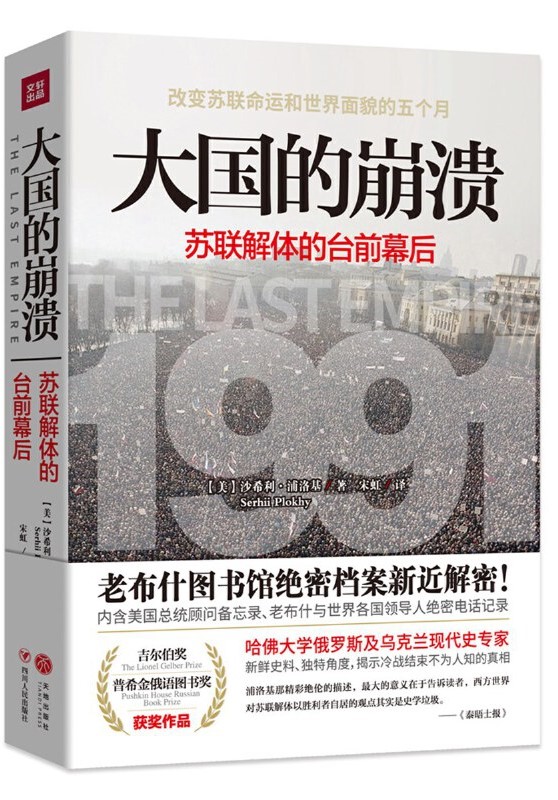 文轩
出品
大国的崩溃
THE LAST EMPIRE
苏联解体的
台前幕后
【美】沙希利
Serhii
宋虹
四川人民出版社
天地出版社
TIANDI PRESS
改变苏联命运和世界面貌的五个月
大国的崩溃
苏联解体的台前幕后
THE LAST EMPIRE
1991
【美】沙希利·浦洛基 著 宋虹 译
Serhii Plokhy
老布什图书馆绝密档案新近解密！
内含美国总统顾问备忘录、老布什与世界各国领导人绝密电话记录
吉尔伯奖
The Lionel Gelber Prize
普希金俄语图书奖
Pushkin House Russian
Book Prize
获奖作品
哈佛大学俄罗斯及乌克兰现代史专家
新鲜史料、独特角度，揭示冷战结束不为人知的真相
浦洛基那精彩绝伦的描述，最大的意义在于告诉读者，西方世界
对苏联解体以胜利者自居的观点其实是史学垃圾。
——《泰晤士报》